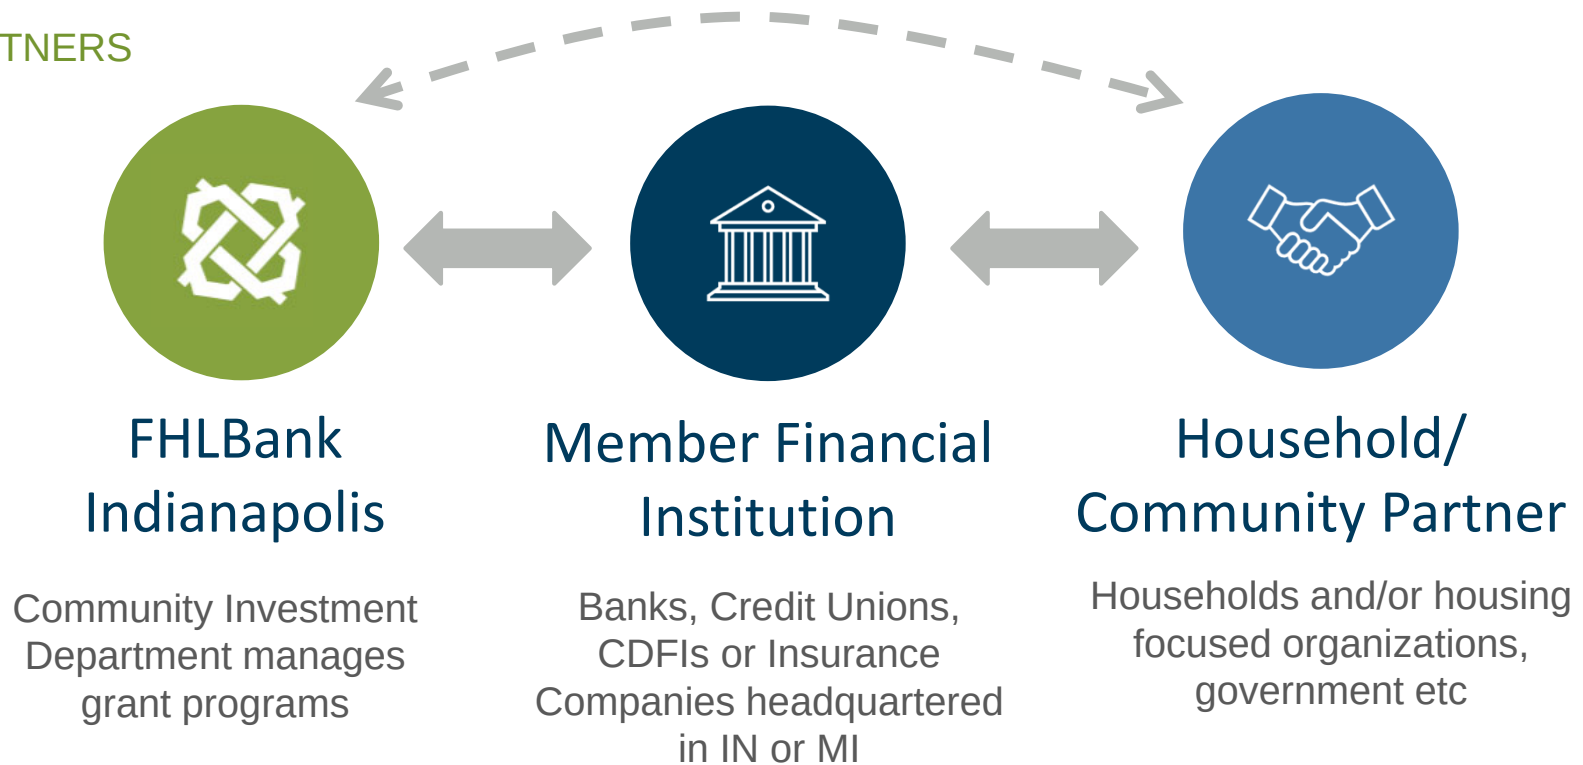 TNERS
FHLBank
Indianapolis
Community Investment
Department manages
grant programs
Member Financial
Institution
Banks, Credit Unions,
CDFIs or Insurance
Companies headquartered
in IN or MI
Household/
Community Partner
Households and/or housing
focused organizations,
government etc